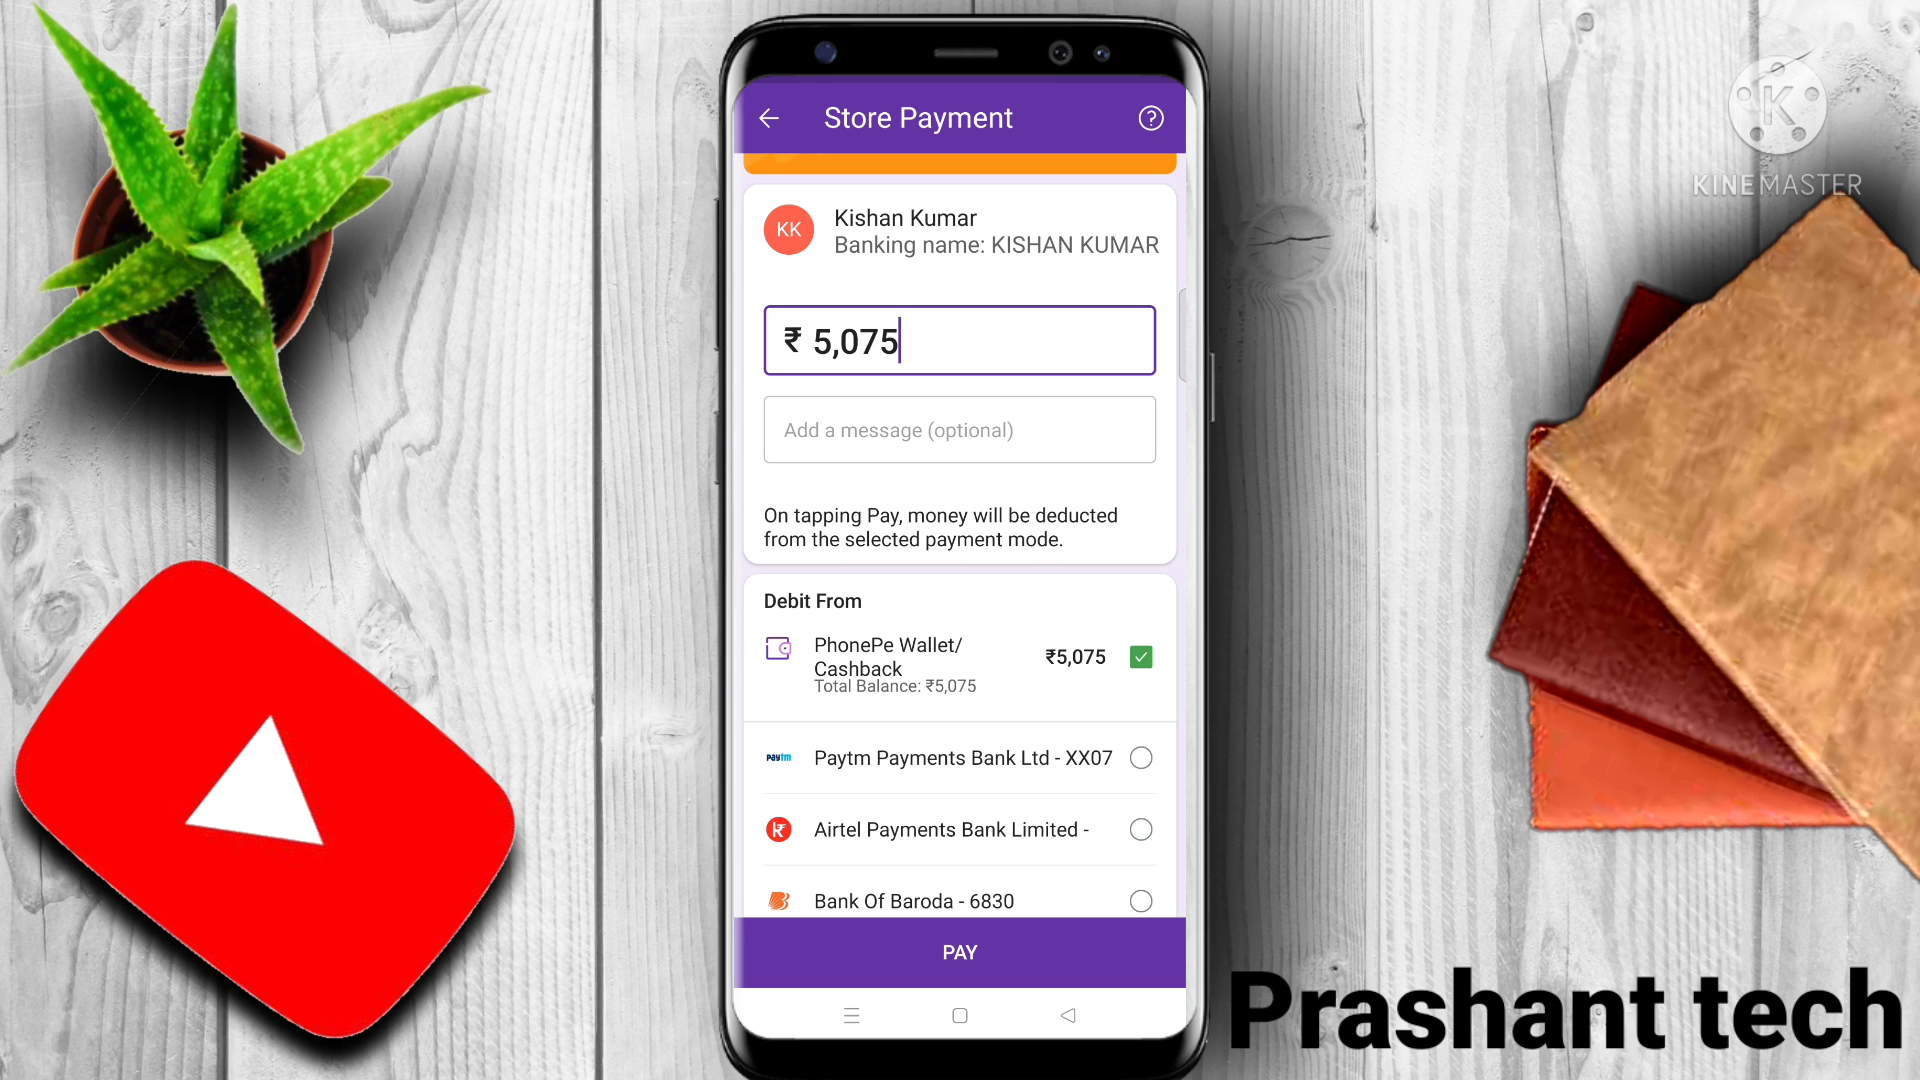 Store Payment
?
KINEMASTER
K
KK
Kishan Kumar
Banking name: KISHAN KUMAR
₹ 5,075
Add a message (optional)
On tapping Pay, money will be deducted
from the selected payment mode.
Debit From
PhonePe Wallet/
Cashback
₹5,075
Total Balance: ₹5,075
paytm
Paytm Payments Bank Ltd - XX07
Airtel Payments Bank Limited -
Bank Of Baroda - 6830
PAY
Prashant tech